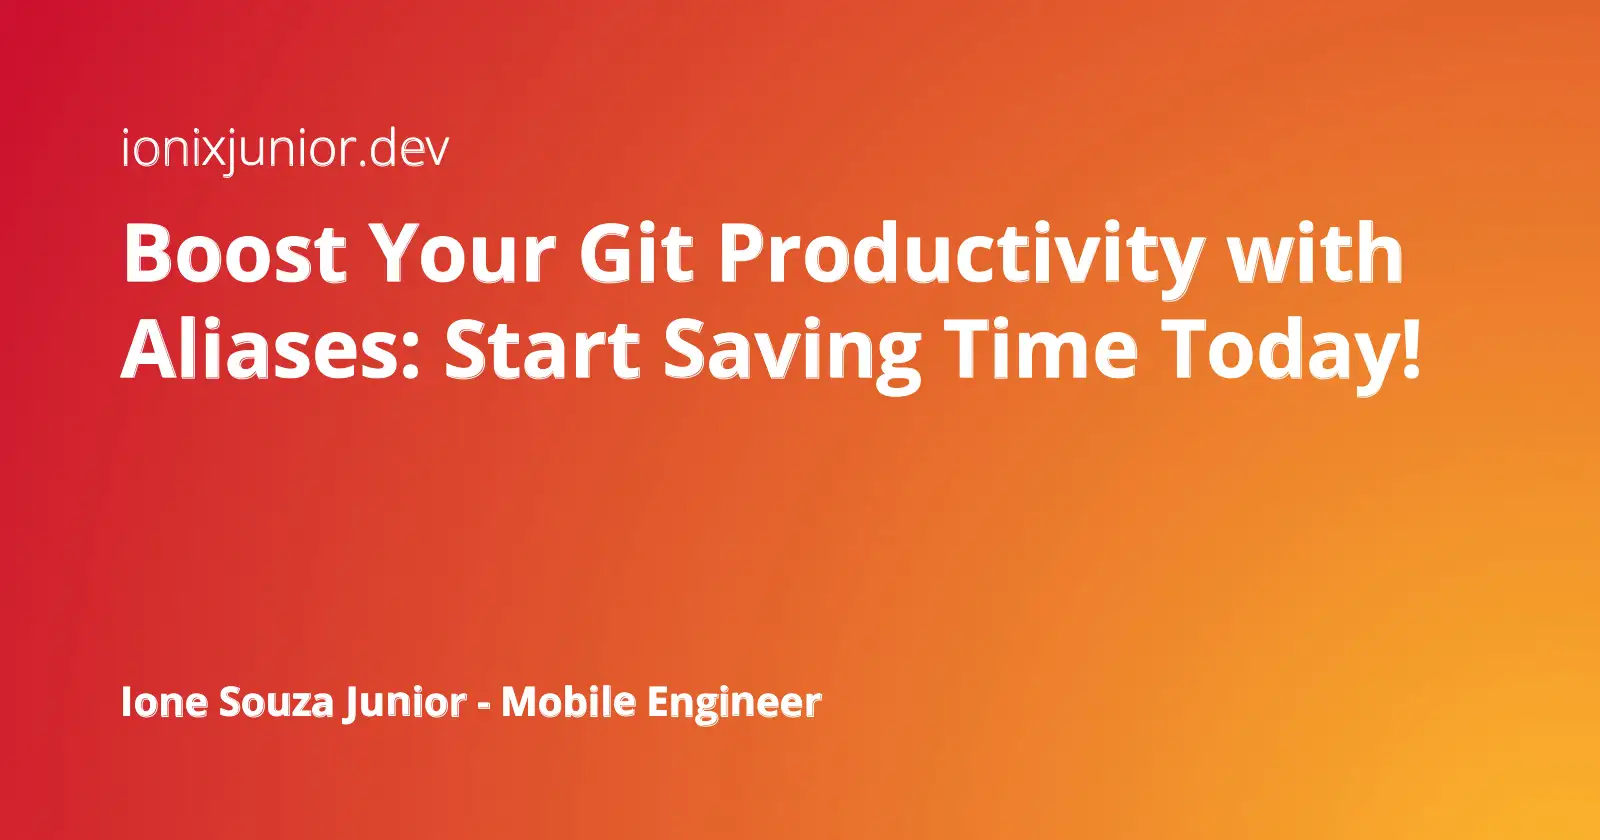 ionixjunior.dev
Boost Your Git Productivity with
Aliases: Start Saving Time Today!
Ione Souza Junior - Mobile Engineer